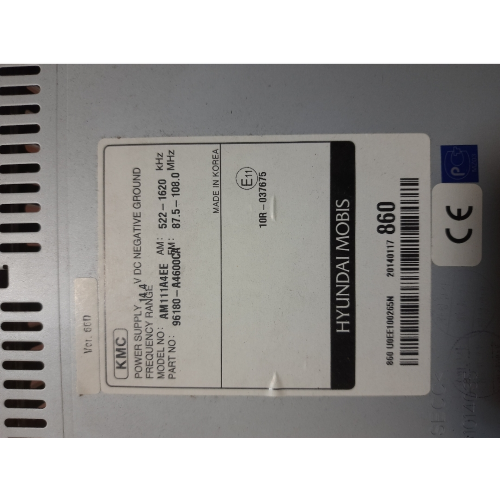 Ver. 600
KMC
POWER SUPPLY 14.4 V DC NEGATIVE GROUND
FREQUENCY RANGE
MODEL NO: AM111A4EE AM: 522-1620 kHz
PART NO: 96180-A4600CA FM: 87.5-108.0 MHz
MADE IN KOREA
E11
10R-037675
HYUNDAI MOBIS
20140117 860
CE